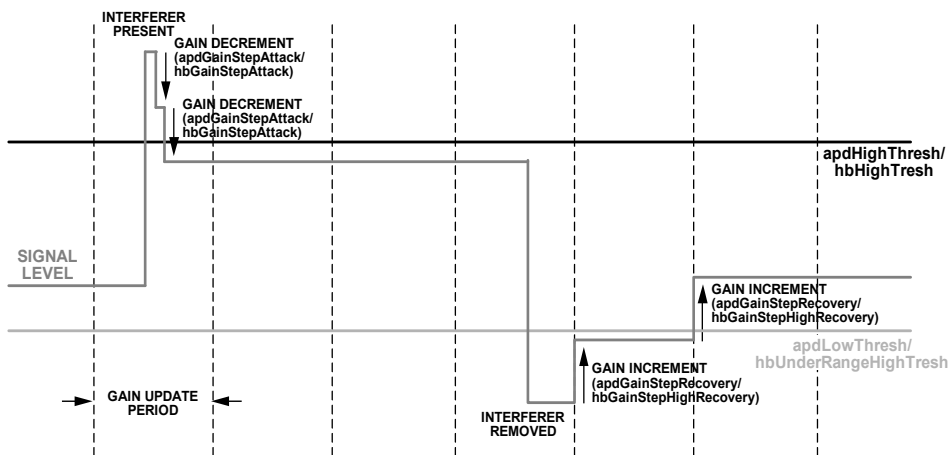 INTERFERER
PRESENT
GAIN DECREMENT
(apdGainStepAttack/
hbGainStepAttack)
GAIN DECREMENT
(apdGainStepAttack/
hbGainStepAttack)
apdHighThresh/
hbHighTresh
SIGNAL
LEVEL
GAIN INCREMENT
(apdGainStepRecovery/
hbGainStepHighRecovery)
apdLowThresh/
hbUnderRangeHighTresh
GAIN INCREMENT
(apdGainStepRecovery/
hbGainStepHighRecovery)
GAIN UPDATE
PERIOD
INTERFERER
REMOVED